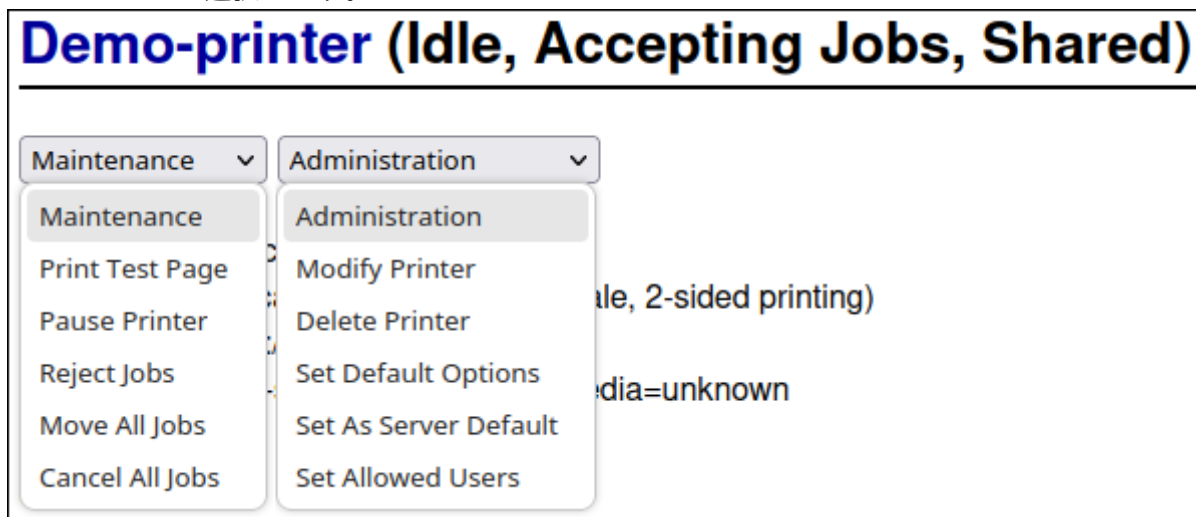 Demo-printer (Idle, Accepting Jobs, Shared)
Maintenance Administration
Maintenance
Print Test Page
Pause Printer
Reject Jobs
Move All Jobs
Cancel All Jobs
Administration
Modify Printer
Delete Printer
Set Default Options
Set As Server Default
Set Allowed Users
2-sided printing)
media=unknown